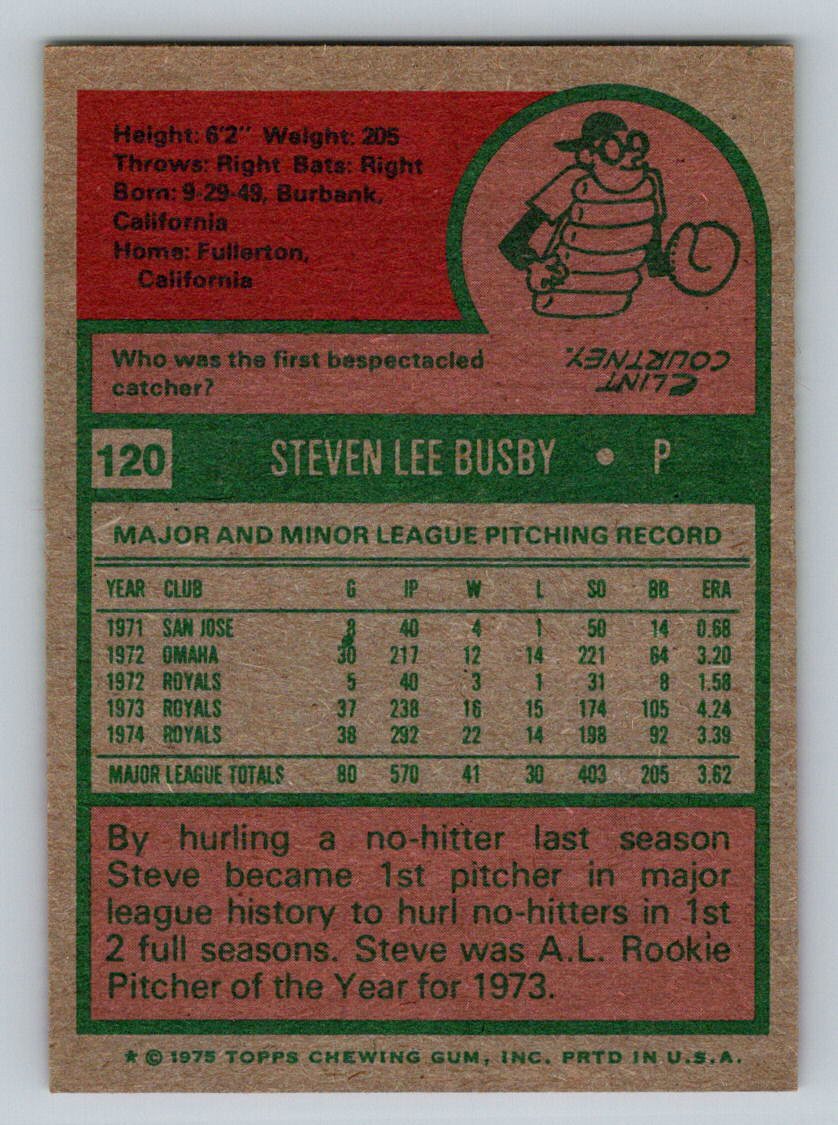 Height: 6'2" Weight: 205
Throws: Right Bats: Right
Born: 9-29-49, Burbank,
California
Home: Fullerton,
California
Who was the first bespectacled
catcher?
CLINT
COURTNEY.
120 STEVEN LEE BUSBY • P
MAJOR AND MINOR LEAGUE PITCHING RECORD
YEAR CLUB G IP W L SO BB ERA
1971 SAN JOSE 8 40 4 1 50 14 0.68
1972 OMAHA 30 217 12 14 221 64 3.20
1972 ROYALS 5 40 3 1 31 8 1.58
1973 ROYALS 37 238 16 15 174 105 4.24
1974 ROYALS 38 292 22 14 198 92 3.39
MAJOR LEAGUE TOTALS 80 570 41 30 403 205 3.62
By hurling a no-hitter last season
Steve became 1st pitcher in major
league history to hurl no-hitters in 1st
2 full seasons. Steve was A.L. Rookie
Pitcher of the Year for 1973.
* © 1975 TOPPS CHEWING GUM, INC. PRTD IN U.S.A.